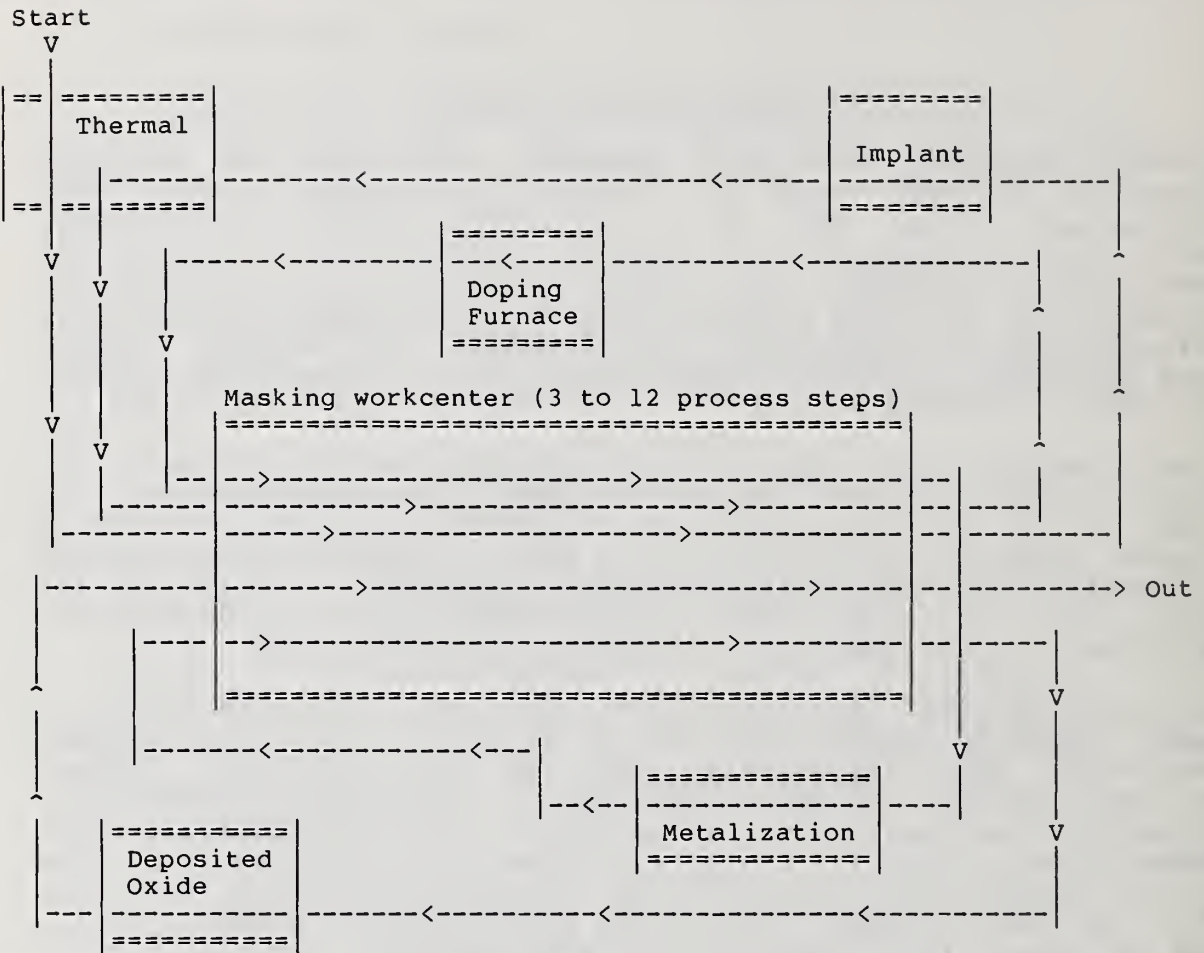 Start
Thermal
Implant
Doping
Furnace
Masking workcenter (3 to 12 process steps)
Out
Metalization
Deposited
Oxide